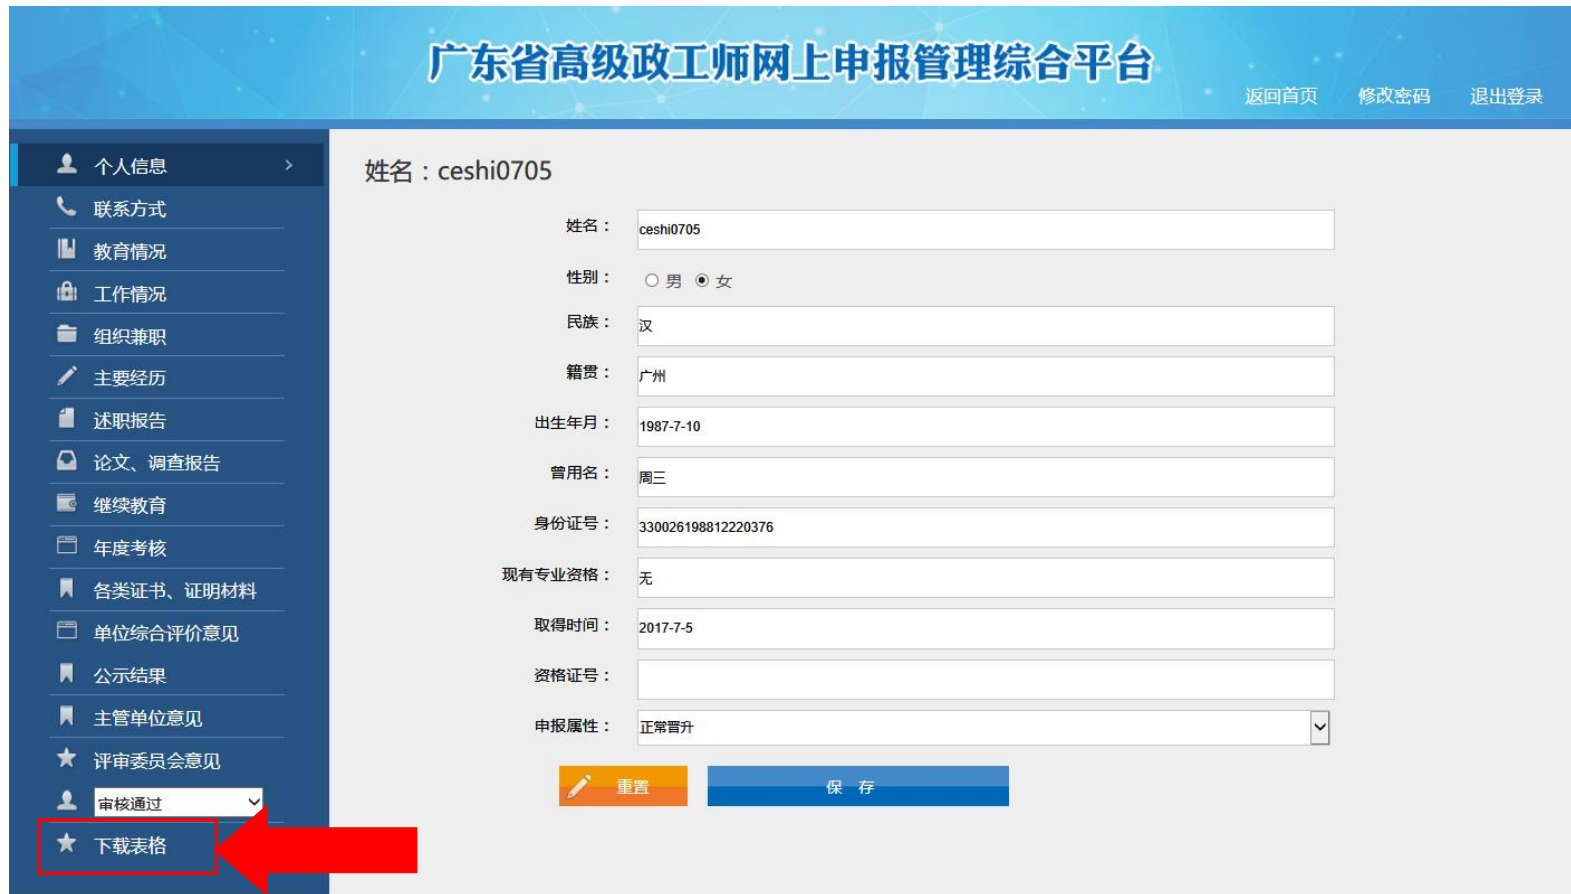 广东省高级政工师网上申报管理综合平台
返回首页 修改密码 退出登录
个人信息
联系方式
教育情况
工作情况
组织兼职
主要经历
述职报告
论文、调查报告
继续教育
年度考核
各类证书、证明材料
单位综合评价意见
公示结果
主管单位意见
评审委员会意见
审核通过
下载表格
姓名：ceshi0705
姓名： ceshi0705
性别： 男 女
民族： 汉
籍贯： 广州
出生年月： 1987-7-10
曾用名： 周三
身份证号： 330026198812220376
现有专业资格： 无
取得时间： 2017-7-5
资格证号：
申报属性： 正常晋升
重置 保 存